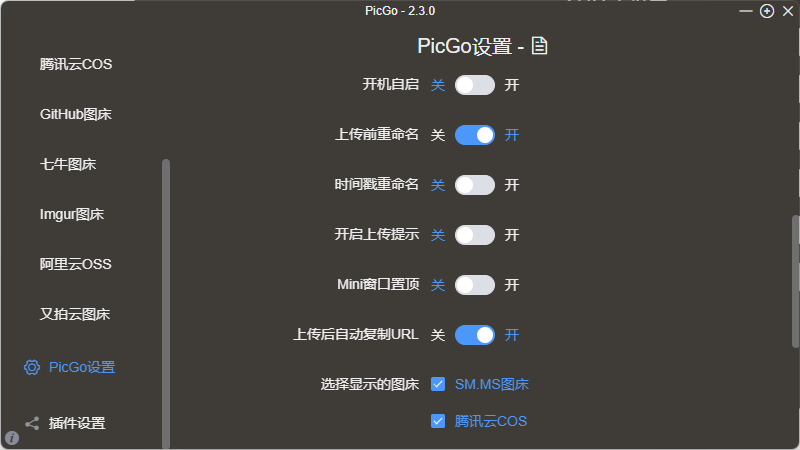 PicGo - 2.3.0
腾讯云COS
GitHub图床
七牛图床
Imgur图床
阿里云OSS
又拍云图床
PicGo设置
插件设置
PicGo设置 -
开机自启 关 开
上传前重命名 关 开
时间戳重命名 关 开
开启上传提示 关 开
Mini窗口置顶 关 开
上传后自动复制URL 关 开
选择显示的图床 SM.MS图床
腾讯云COS